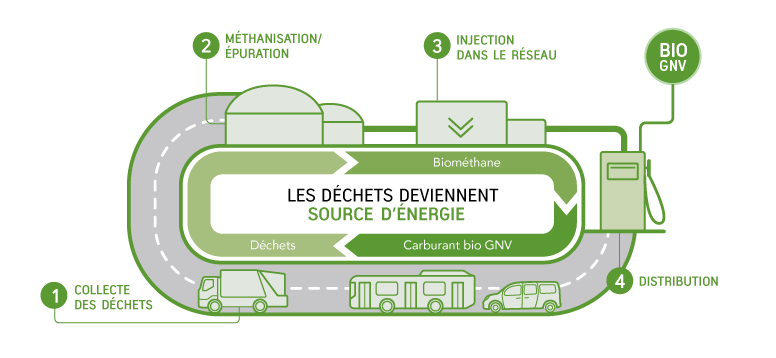 2
MÉTHANISATION/
ÉPURATION
3
INJECTION
DANS LE RÉSEAU
BIO
GNV
Biométhane
LES DÉCHETS DEVIENNENT
SOURCE D'ÉNERGIE
Déchets
Carburant bio GNV
1
COLLECTE
DES DÉCHETS
4
DISTRIBUTION